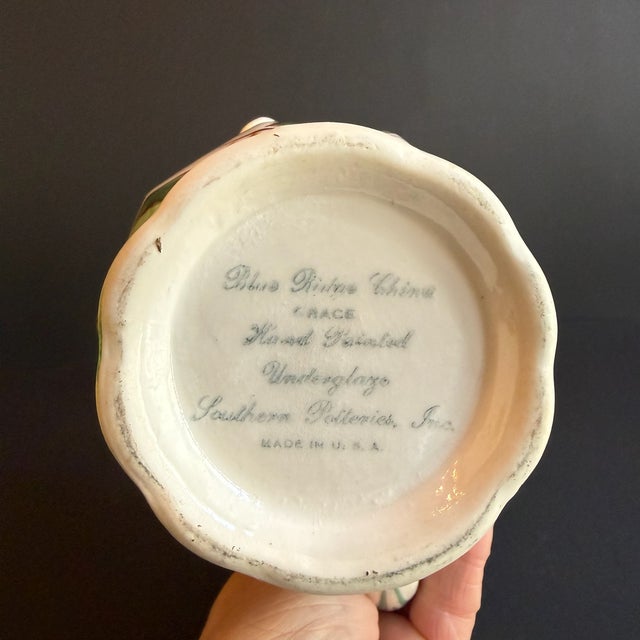 Blue Ridge China
GRACE
Hand Painted
Underglaze
Southern Potteries, Inc.
MADE IN U.S.A.